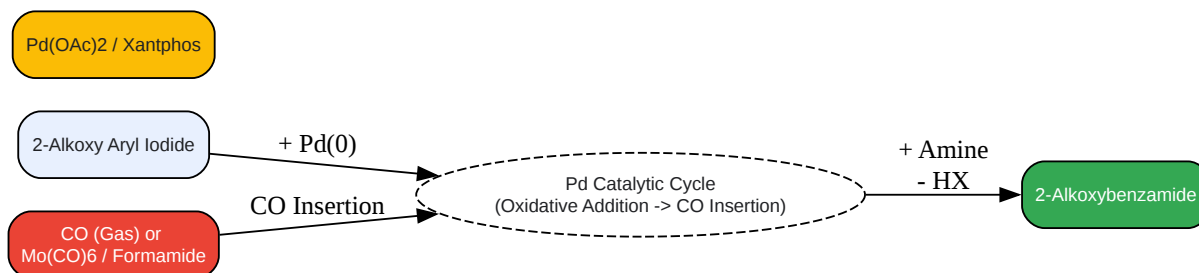 Pd(OAc)2 / Xantphos
2-Alkoxy Aryl Iodide
+ Pd(0)
CO Insertion
CO (Gas) or
Mo(CO)6 / Formamide
Pd Catalytic Cycle
(Oxidative Addition -> CO Insertion)
+ Amine
- HX
2-Alkoxybenzamide